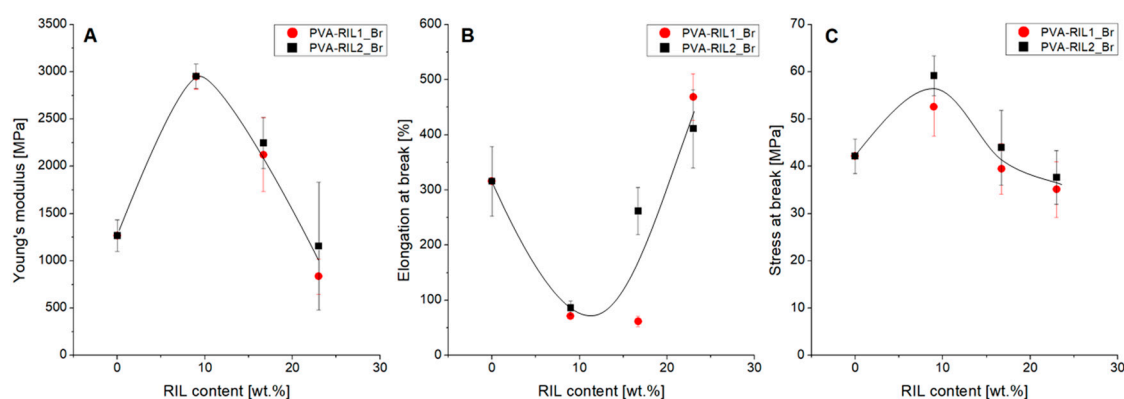 A
PVA-RIL1_Br
PVA-RIL2_Br
Young's modulus [MPa]
3500
3000
2500
2000
1500
1000
500
0
0 10 20 30
RIL content [wt.%]
B
PVA-RIL1_Br
PVA-RIL2_Br
Elongation at break [%]
600
500
400
300
200
100
0
0 10 20 30
RIL content [wt.%]
C
PVA-RIL1_Br
PVA-RIL2_Br
Stress at break [MPa]
70
60
50
40
30
20
10
0
0 10 20 30
RIL content [wt.%]